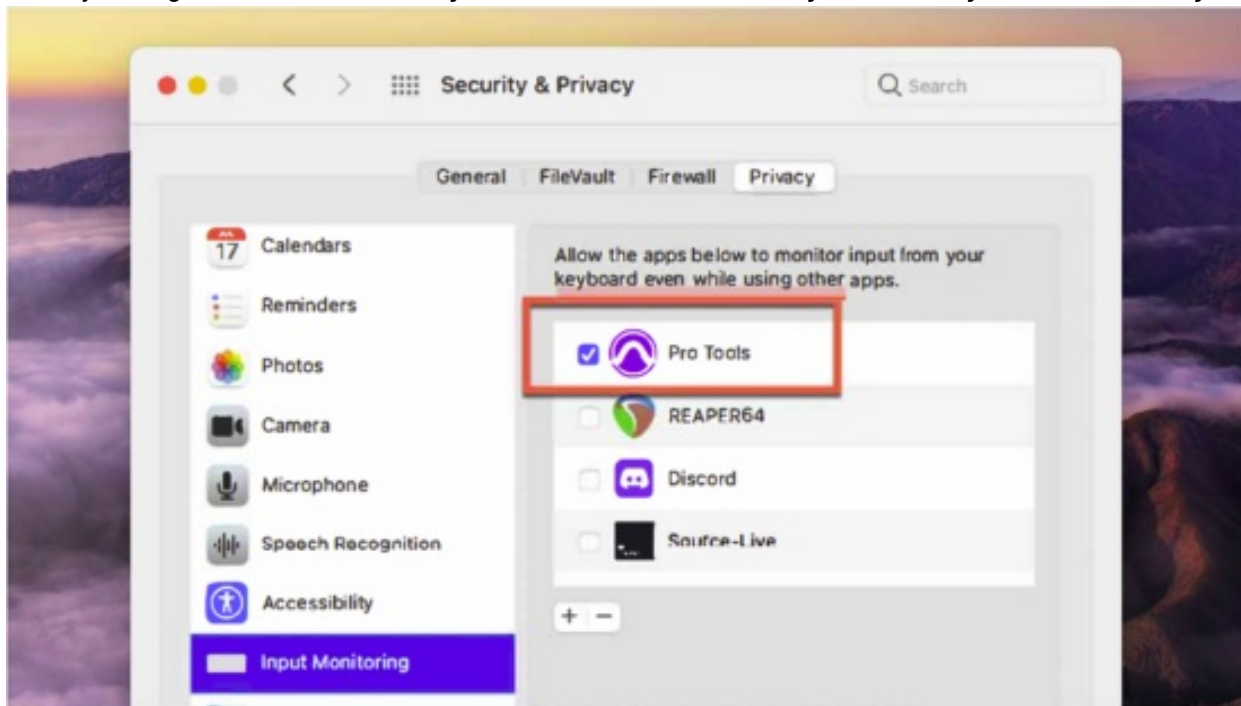 Security & Privacy
Search
General FileVault Firewall Privacy
JUL
17
Calendars
Reminders
Photos
Camera
Microphone
Speech Recognition
Accessibility
Input Monitoring
Allow the apps below to monitor input from your
keyboard even while using other apps.
Pro Tools
REAPER64
Discord
Source-Live
+ −